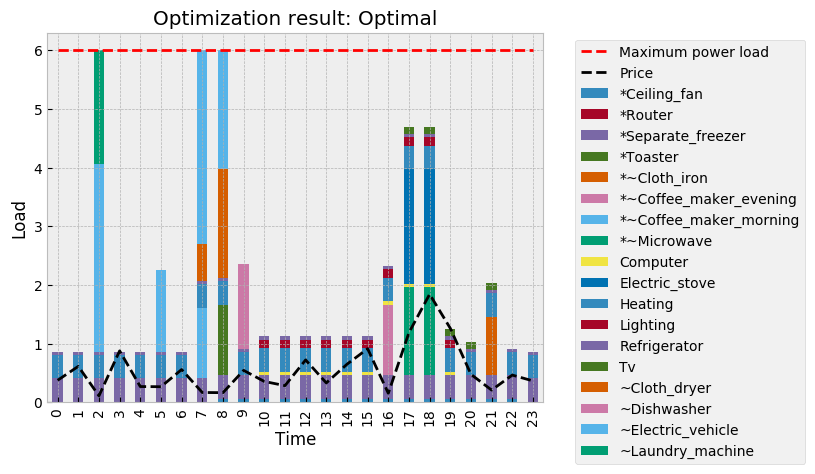 Optimization result: Optimal
6
5
4
3
2
1
0
Load
0 1 2 3 4 5 6 7 8 9 10 11 12 13 14 15 16 17 18 19 20 21 22 23
Time
Maximum power load
Price
*Ceiling_fan
*Router
*Separate_freezer
*Toaster
*~Cloth_iron
*~Coffee_maker_evening
*~Coffee_maker_morning
*~Microwave
Computer
Electric_stove
Heating
Lighting
Refrigerator
Tv
~Cloth_dryer
~Dishwasher
~Electric_vehicle
~Laundry_machine